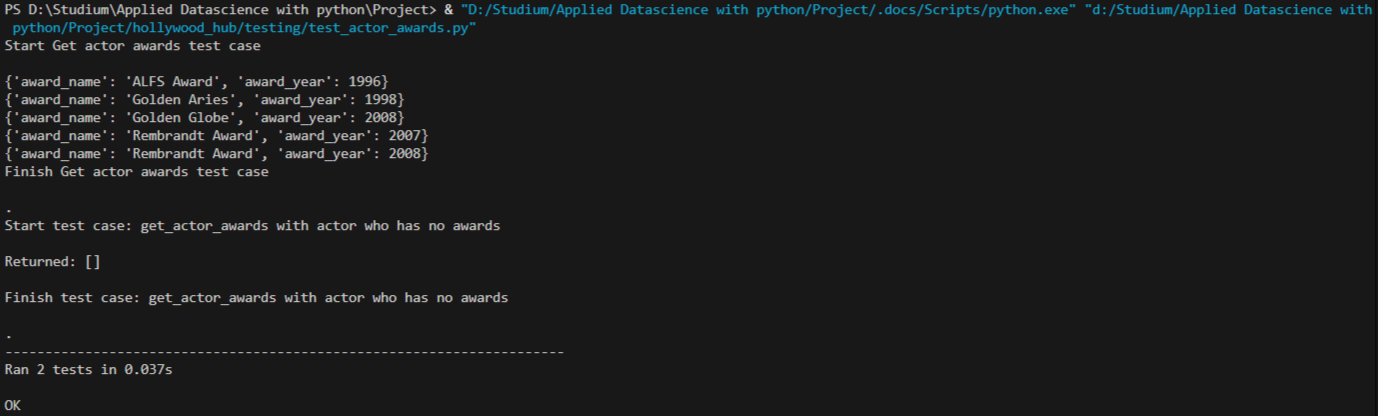 PS D:\Studium\Applied Datascience with python\Project> & "D:/Studium/Applied Datascience with python/Project/.docs/Scripts/python.exe" "d:/Studium/Applied Datascience with
python/Project/hollywood_hub/testing/test_actor_awards.py"
Start Get actor awards test case
{'award_name': 'ALFS Award', 'award_year': 1996}
{'award_name': 'Golden Aries', 'award_year': 1998}
{'award_name': 'Golden Globe', 'award_year': 2008}
{'award_name': 'Rembrandt Award', 'award_year': 2007}
{'award_name': 'Rembrandt Award', 'award_year': 2008}
Finish Get actor awards test case
.
Start test case: get_actor_awards with actor who has no awards
Returned: []
Finish test case: get_actor_awards with actor who has no awards
.
----------------------------------------------------------------------
Ran 2 tests in 0.037s
OK